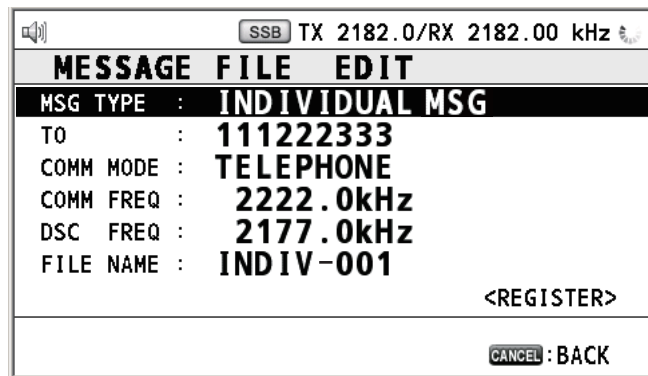 SSB TX 2182.0/RX 2182.00 kHz
MESSAGE FILE EDIT
MSG TYPE : INDIVIDUAL MSG
TO : 111222333
COMM MODE : TELEPHONE
COMM FREQ : 2222.0kHz
DSC FREQ : 2177.0kHz
FILE NAME : INDIV-001
<REGISTER>
CANCEL : BACK